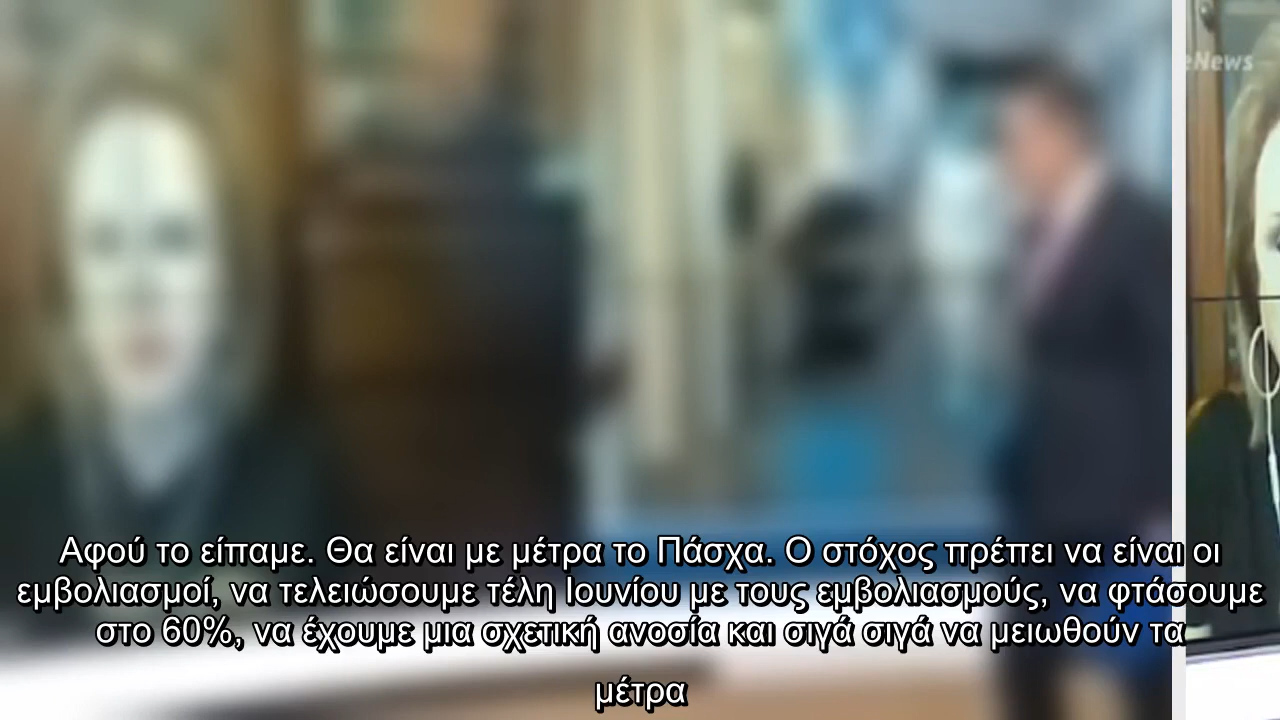 eNews
Αφού το είπαμε. Θα είναι με μέτρα το Πάσχα. Ο στόχος πρέπει να είναι οι
εμβολιασμοί, να τελειώσουμε τέλη Ιουνίου με τους εμβολιασμούς, να φτάσουμε
στο 60%, να έχουμε μια σχετική ανοσία και σιγά σιγά να μειωθούν τα
μέτρα